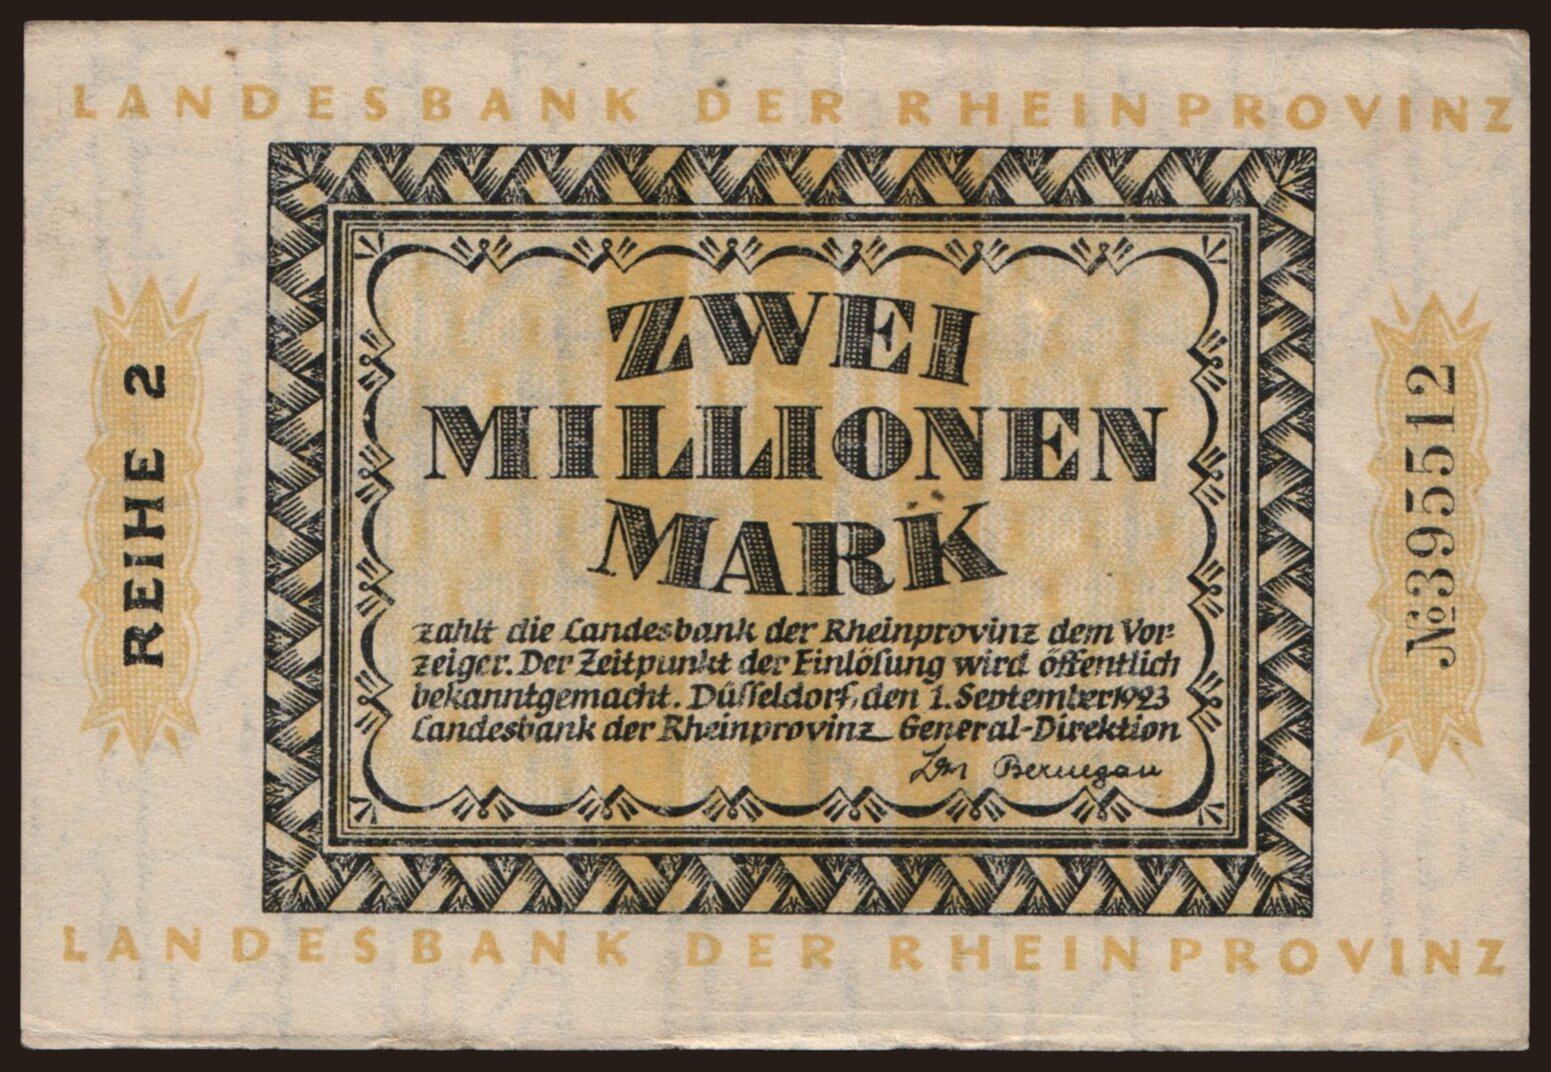 LANDESBANK DER RHEINPROVINZ
REIHE 2
ZWEI
MILLIONEN
MARK
zahlt die Landesbank der Rheinprovinz dem Vor-
zeiger. Der Zeitpunkt der Einlöſung wird öffentlich
bekanntgemacht. Düſſeldorf, den 1. September 1923
Landesbank der Rheinprovinz General-Direktion
Bernegau
№395512
LANDESBANK DER RHEINPROVINZ